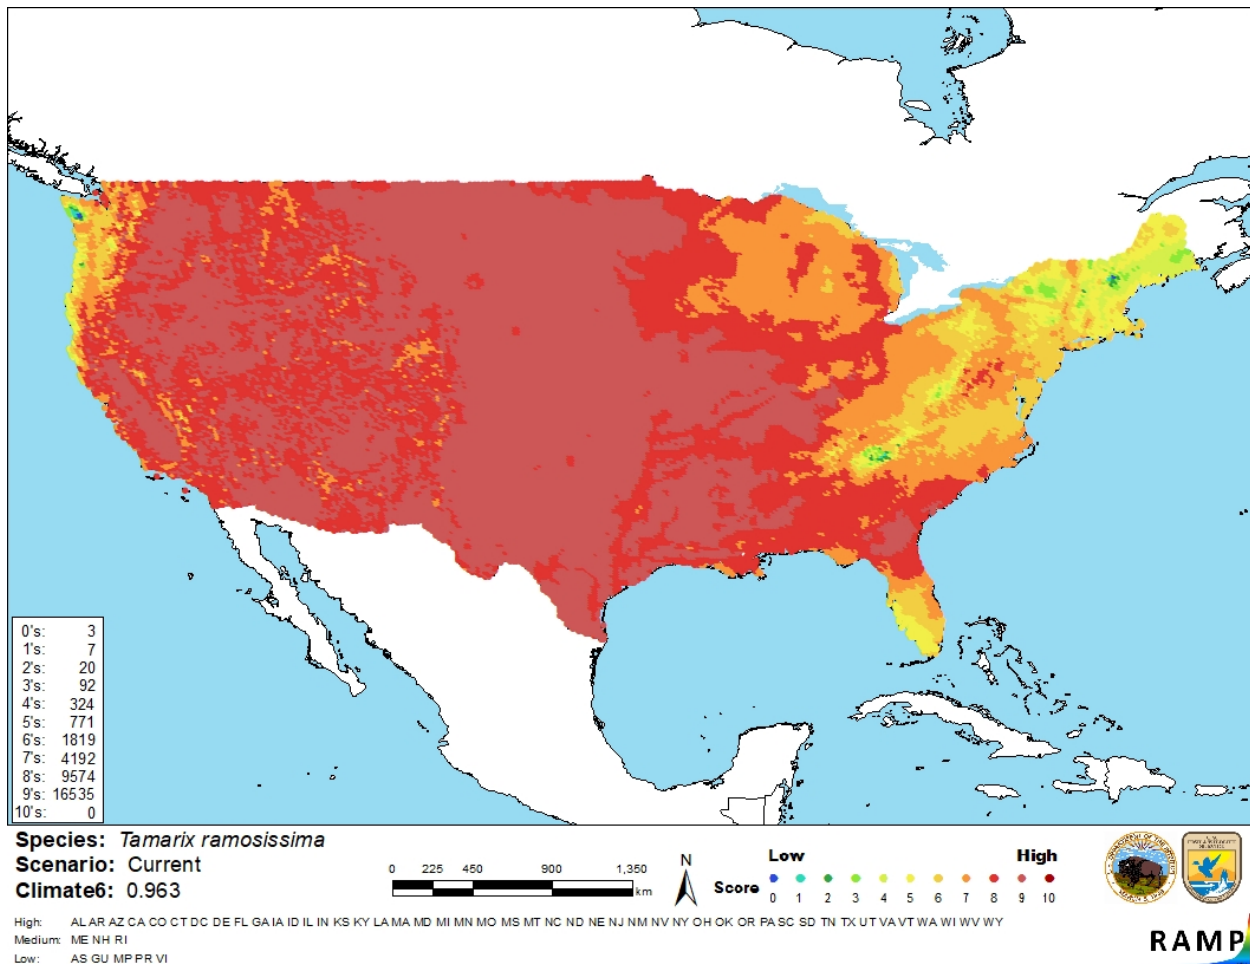 0's: 3
1's: 7
2's: 20
3's: 92
4's: 324
5's: 771
6's: 1819
7's: 4192
8's: 9574
9's: 16535
10's: 0
Species: Tamarix ramosissima
Scenario: Current
Climate6: 0.963
0 225 450 900 1,350
km
N
Low High
Score 0 1 2 3 4 5 6 7 8 9 10
High: AL AR AZ CA CO CT DC DE FL GA IA ID IL IN KS KY LA MA MD MI MN MO MS MT NC ND NE NJ NM NV NY OH OK OR PA SC SD TN TX UT VA VT WA WI WV WY
Medium: ME NH RI
Low: AS GU MP PR VI
RAMP